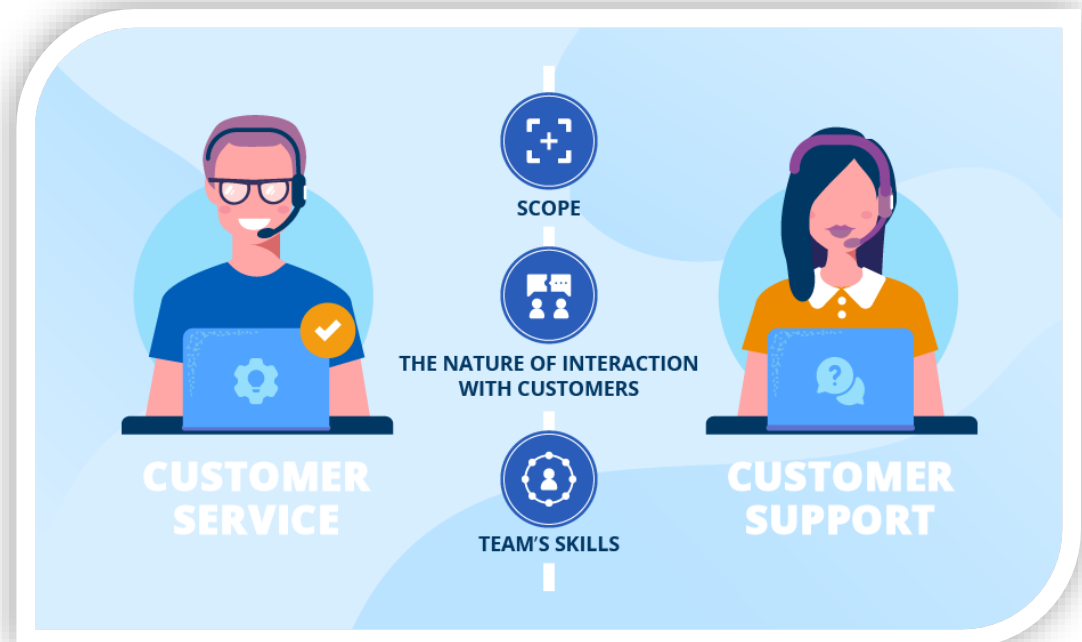 SCOPE
THE NATURE OF INTERACTION
WITH CUSTOMERS
TEAM'S SKILLS
CUSTOMER
SERVICE
CUSTOMER
SUPPORT
?